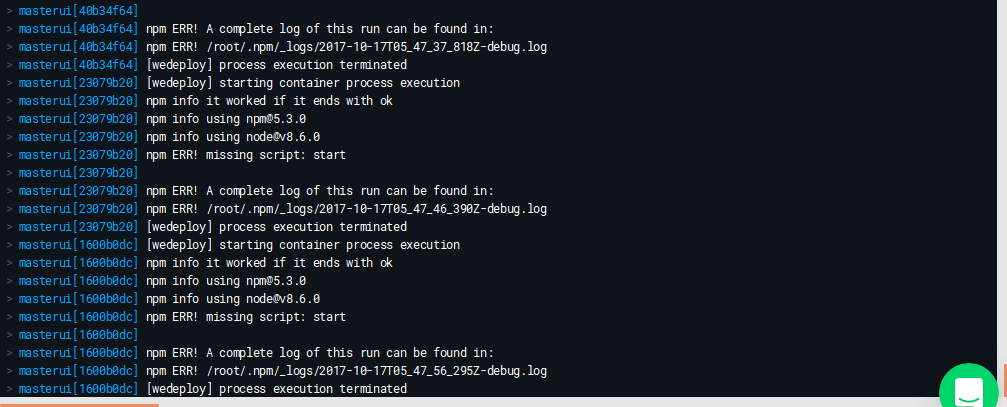 > masterui[40b34f64]
> masterui[40b34f64] npm ERR! A complete log of this run can be found in:
> masterui[40b34f64] npm ERR! /root/.npm/_logs/2017-10-17T05_47_37_818Z-debug.log
> masterui[40b34f64] [wedeploy] process execution terminated
> masterui[23079b20] [wedeploy] starting container process execution
> masterui[23079b20] npm info it worked if it ends with ok
> masterui[23079b20] npm info using npm@5.3.0
> masterui[23079b20] npm info using node@v8.6.0
> masterui[23079b20] npm ERR! missing script: start
> masterui[23079b20]
> masterui[23079b20] npm ERR! A complete log of this run can be found in:
> masterui[23079b20] npm ERR! /root/.npm/_logs/2017-10-17T05_47_46_390Z-debug.log
> masterui[23079b20] [wedeploy] process execution terminated
> masterui[1600b0dc] [wedeploy] starting container process execution
> masterui[1600b0dc] npm info it worked if it ends with ok
> masterui[1600b0dc] npm info using npm@5.3.0
> masterui[1600b0dc] npm info using node@v8.6.0
> masterui[1600b0dc] npm ERR! missing script: start
> masterui[1600b0dc]
> masterui[1600b0dc] npm ERR! A complete log of this run can be found in:
> masterui[1600b0dc] npm ERR! /root/.npm/_logs/2017-10-17T05_47_56_295Z-debug.log
> masterui[1600b0dc] [wedeploy] process execution terminated